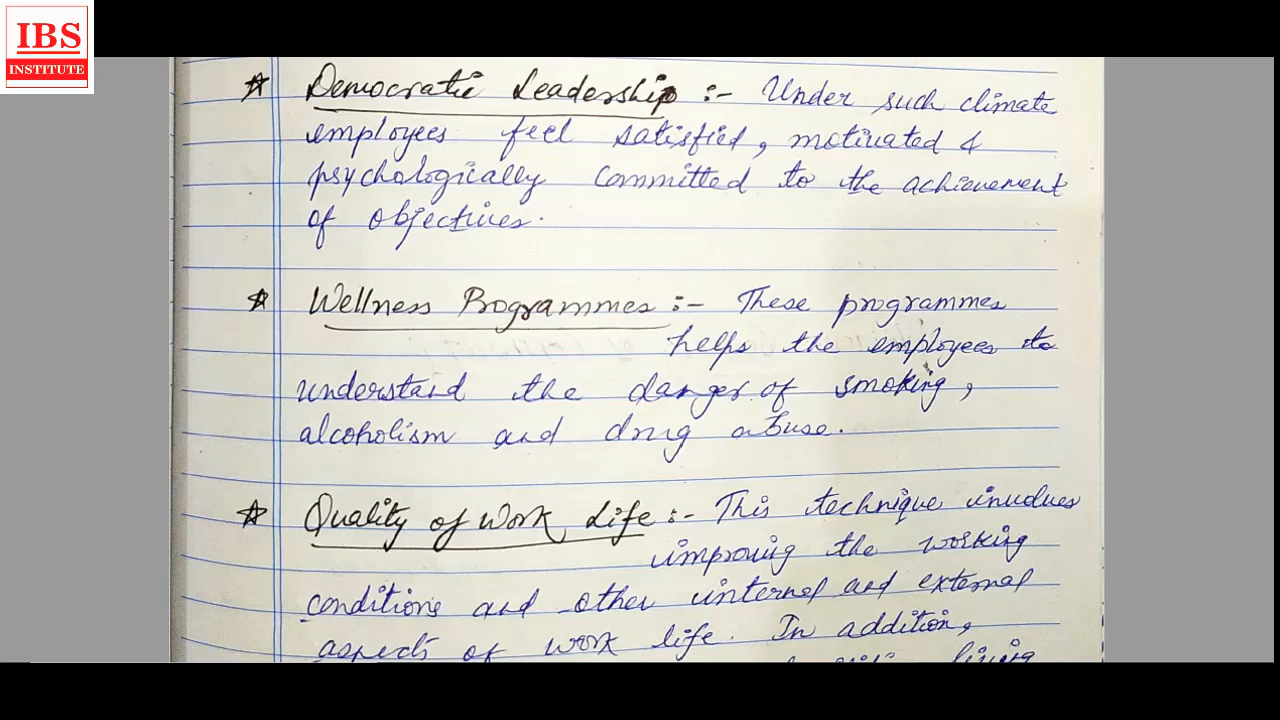 IBS
INSTITUTE
☆ Democratic Leadership :- Under such climate
employees feel satisfied, motivated &
psychologically committed to the achievement
of objectives.
☆ Wellness Programmes :- These programmes
helps the employees to
understand the danger of smoking,
alcoholism and drug abuse.
☆ Quality of Work Life :- This technique involves
improving the working
conditions and other internal and external
aspects of work life. In addition,
living